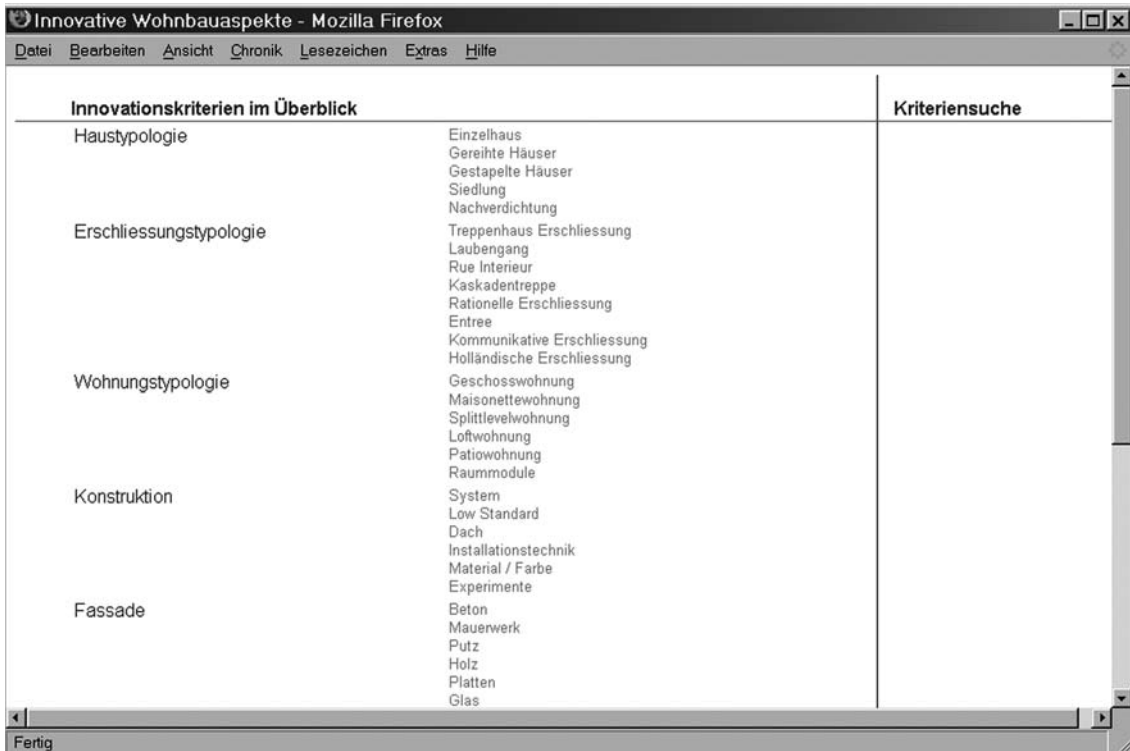 Innovative Wohnbauaspekte - Mozilla Firefox
Datei Bearbeiten Ansicht Chronik Lesezeichen Extras Hilfe
Innovationskriterien im Überblick Kriteriensuche
Haustypologie Einzelhaus
Gereihte Häuser
Gestapelte Häuser
Siedlung
Nachverdichtung
Erschliessungstypologie Treppenhaus Erschliessung
Laubengang
Rue Interieur
Kaskadentreppe
Rationelle Erschliessung
Entree
Kommunikative Erschliessung
Holländische Erschliessung
Wohnungstypologie Geschosswohnung
Maisonettewohnung
Splittlevelwohnung
Loftwohnung
Patiowohnung
Raummodule
Konstruktion System
Low Standard
Dach
Installationstechnik
Material / Farbe
Experimente
Fassade Beton
Mauerwerk
Putz
Holz
Platten
Glas
Fertig